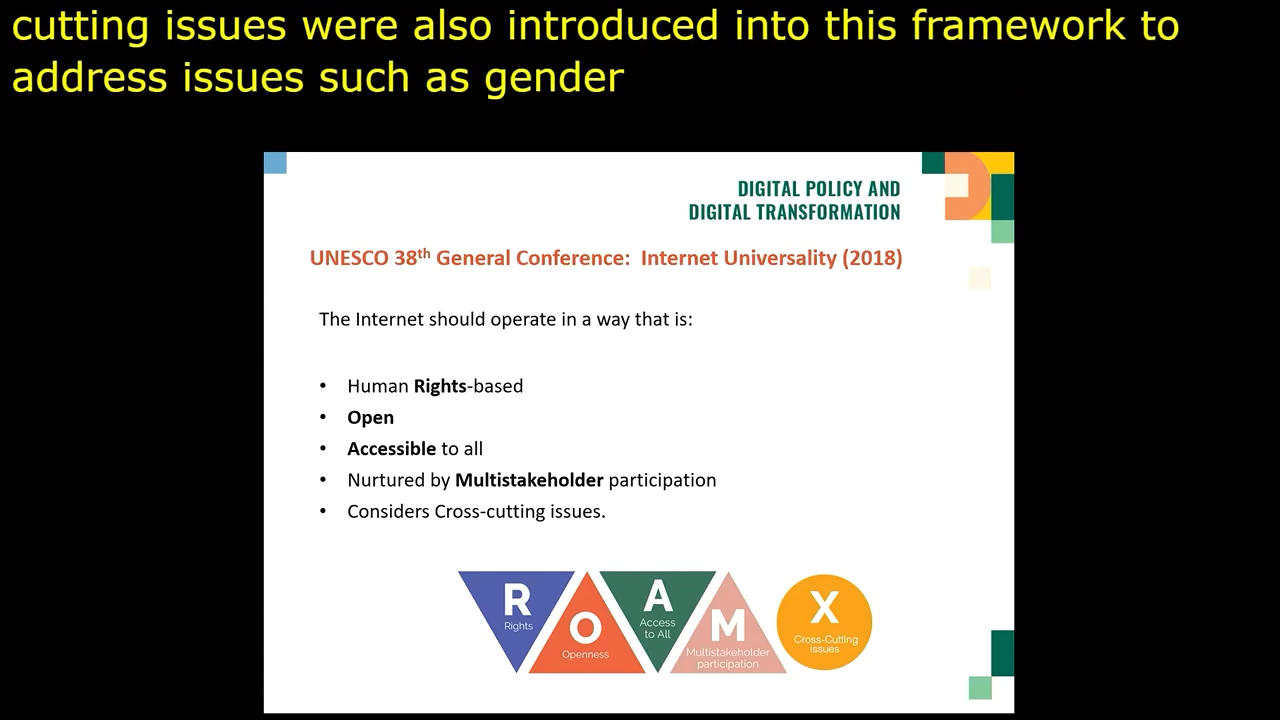 cutting issues were also introduced into this framework to
address issues such as gender
DIGITAL POLICY AND
DIGITAL TRANSFORMATION
UNESCO 38th General Conference: Internet Universality (2018)
The Internet should operate in a way that is:
• Human Rights-based
• Open
• Accessible to all
• Nurtured by Multistakeholder participation
• Considers Cross-cutting issues.
R
Rights
O
Openness
A
Access
to All
M
Multistakeholder
participation
X
Cross-Cutting
issues